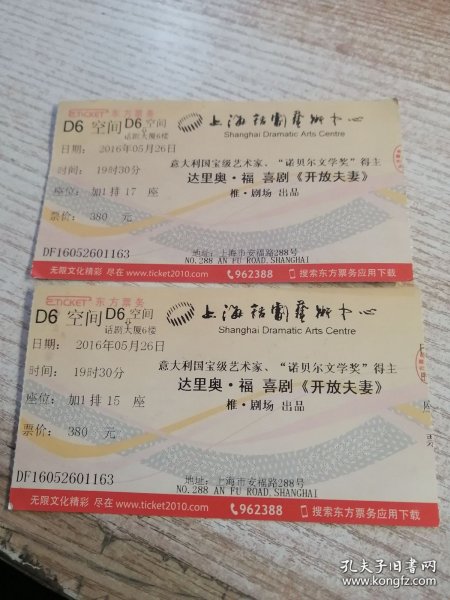 ETICKET 东方票务
D6 空间 D6空间
话剧大厦6楼
上海话剧艺术中心
Shanghai Dramatic Arts Centre
日期: 2016年05月26日
时间: 19时30分
意大利国宝级艺术家、“诺贝尔文学奖”得主
达里奥·福 喜剧《开放夫妻》
座位: 加1 排 17 座
椎·剧场 出品
票价: 380 元
DF16052601163
地址: 上海市安福路288号
NO.288 AN FU ROAD,SHANGHAI
无限文化精彩 尽在 www.ticket2010.com 962388 搜索东方票务应用下载
ETICKET 东方票务
D6 空间 D6空间
话剧大厦6楼
上海话剧艺术中心
Shanghai Dramatic Arts Centre
日期: 2016年05月26日
时间: 19时30分
意大利国宝级艺术家、“诺贝尔文学奖”得主
达里奥·福 喜剧《开放夫妻》
座位: 加1 排 15 座
椎·剧场 出品
票价: 380 元
DF16052601163
地址: 上海市安福路288号
NO.288 AN FU ROAD,SHANGHAI
无限文化精彩 尽在 www.ticket2010.com 962388 搜索东方票务应用下载
孔夫子旧书网
www.kongfz.com